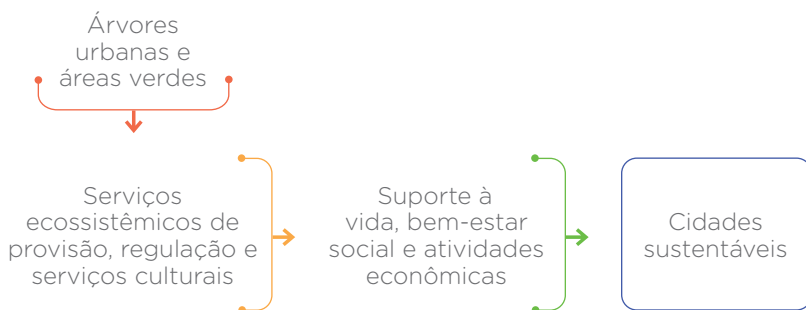 Árvores
urbanas e
áreas verdes
Serviços
ecossistêmicos de
provisão, regulação e
serviços culturais
Suporte à
vida, bem-estar
social e atividades
econômicas
Cidades
sustentáveis